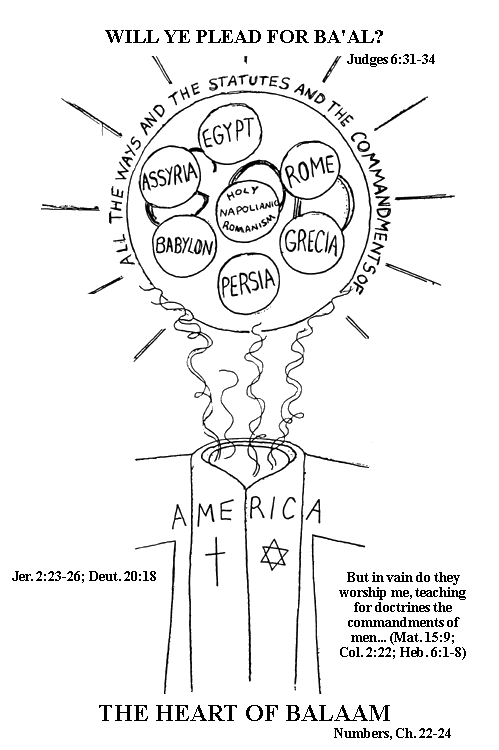 WILL YE PLEAD FOR BA'AL?
Judges 6:31-34
ALL THE WAYS AND THE STATUTES AND THE COMMANDMENTS OF
EGYPT
ASSYRIA
ROME
HOLY
NAPOLIANIC
ROMANISM
BABYLON
GRECIA
PERSIA
AMERICA
Jer. 2:23-26; Deut. 20:18
But in vain do they
worship me, teaching
for doctrines the
commandments of
men... (Mat. 15:9;
Col. 2:22; Heb. 6:1-8)
THE HEART OF BALAAM
Numbers, Ch. 22-24